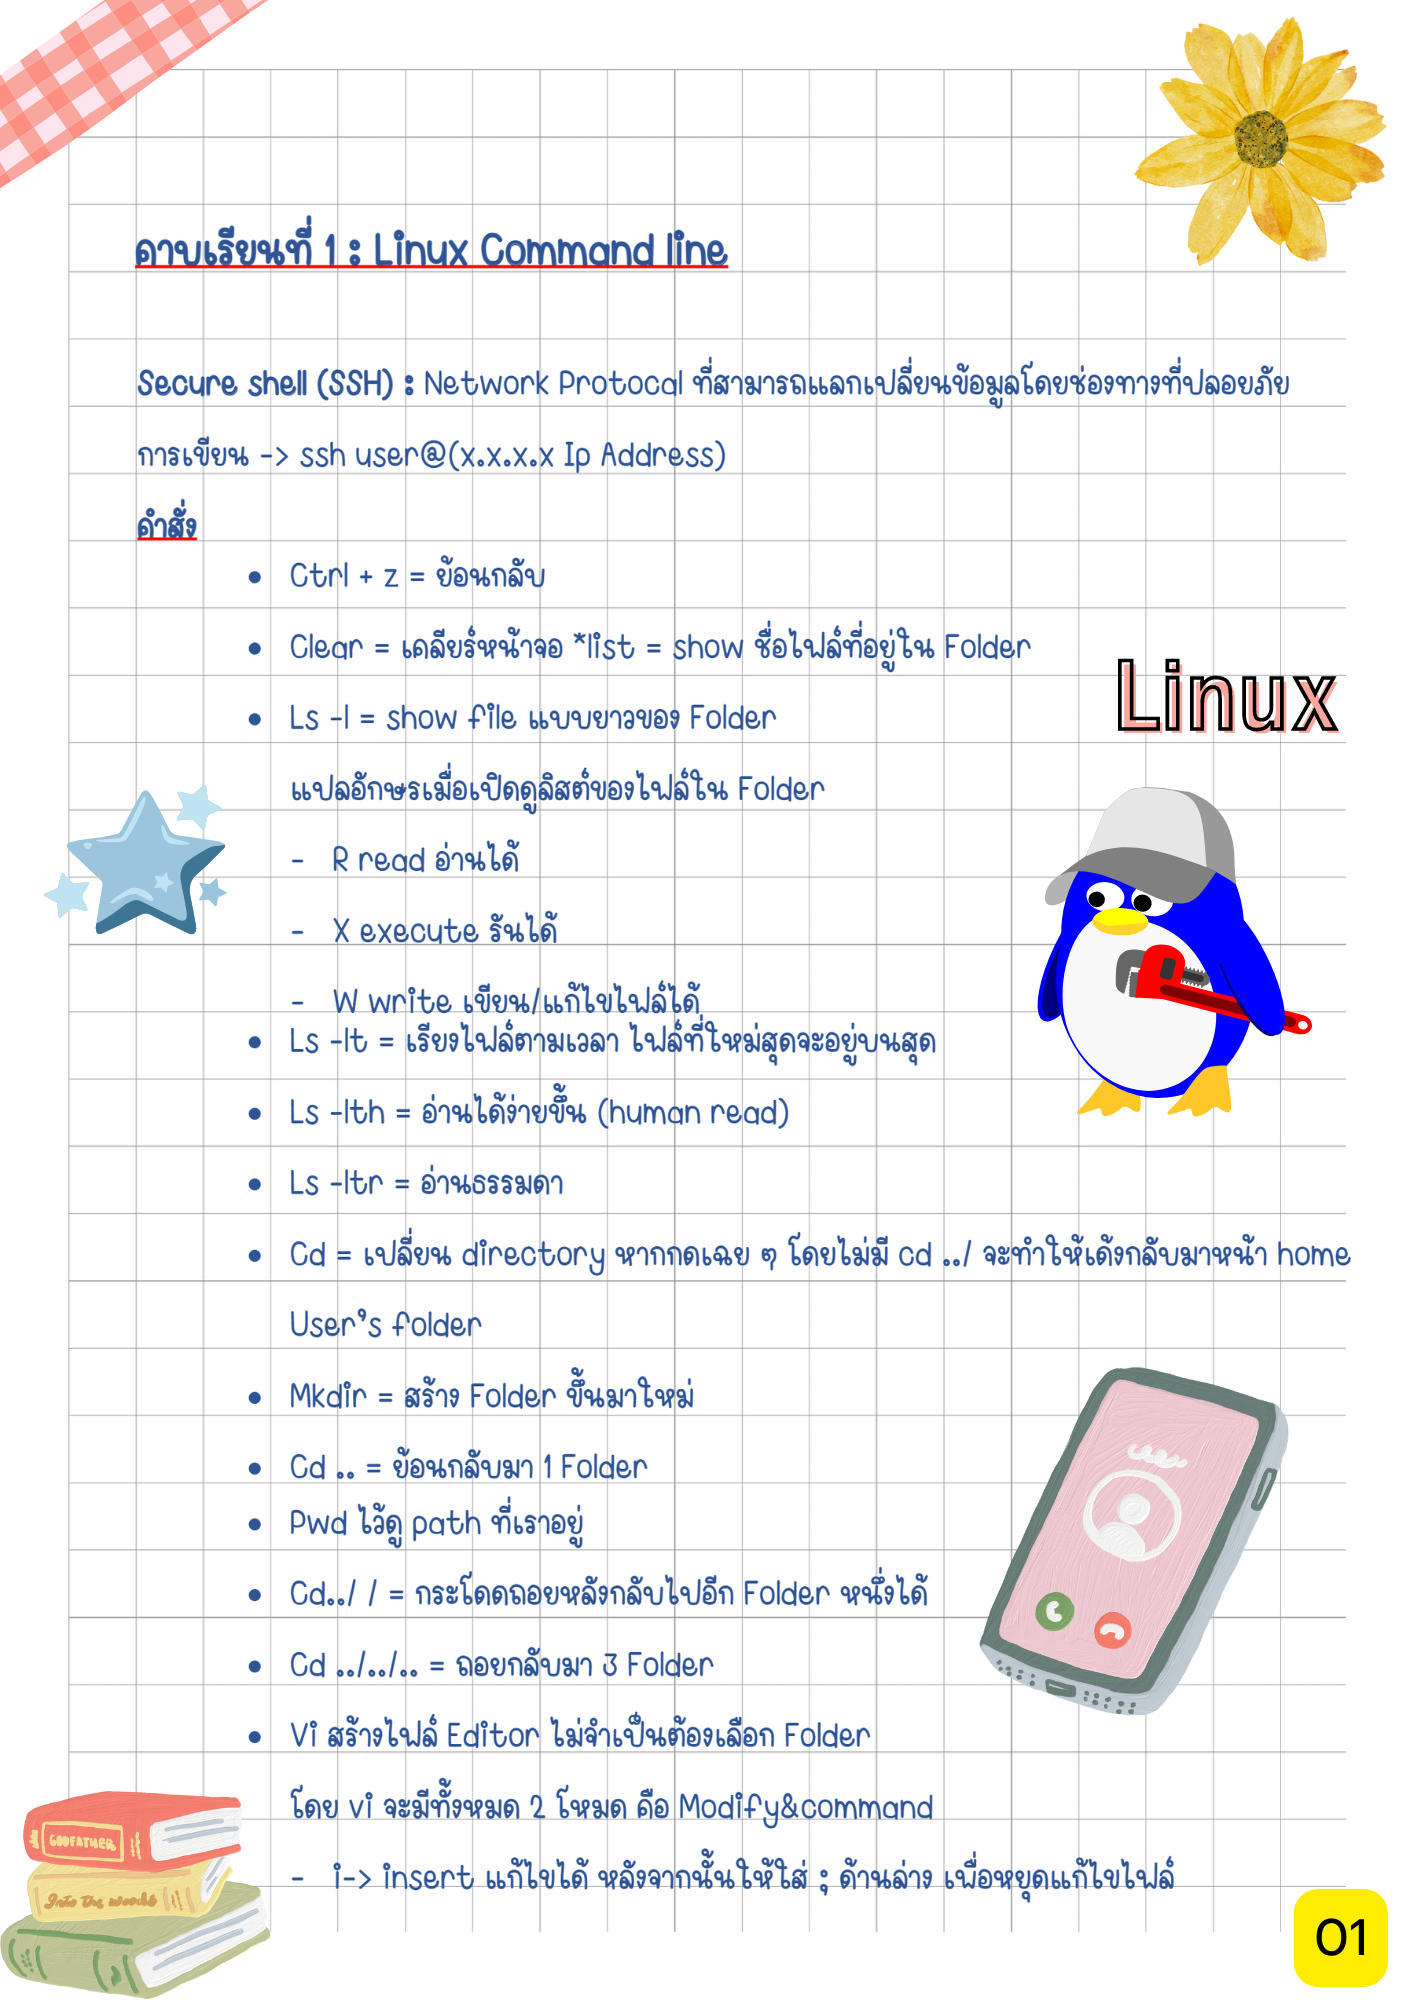 คาบเรียนที่ 1 : Linux Command line
Secure shell (SSH) : Network Protocal ที่สามารถแลกเปลี่ยนข้อมูลโดยช่องทางที่ปลอยภัย
การเขียน -> ssh user@(x.x.x.x Ip Address)
คำสั่ง
• Ctrl + z = ย้อนกลับ
• Clear = เคลียร์หน้าจอ *list = show ชื่อไฟล์ที่อยู่ใน Folder
• Ls -l = show file แบบยาวของ Folder
แปลอักษรเมื่อเปิดดูลิสต์ของไฟล์ใน Folder
- R read อ่านได้
- X execute รันได้
- W write เขียน/แก้ไขไฟล์ได้
• Ls -lt = เรียงไฟล์ตามเวลา ไฟล์ที่ใหม่สุดจะอยู่บนสุด
• Ls -lth = อ่านได้ง่ายขึ้น (human read)
• Ls -ltr = อ่านธรรมดา
• Cd = เปลี่ยน directory หากกดเฉย ๆ โดยไม่มี cd ../ จะทำให้เด้งกลับมาหน้า home
User's folder
• Mkdir = สร้าง Folder ขึ้นมาใหม่
• Cd .. = ย้อนกลับมา 1 Folder
• Pwd ไว้ดู path ที่เราอยู่
• Cd../ / = กระโดดถอยหลังกลับไปอีก Folder หนึ่งได้
• Cd ../../.. = ถอยกลับมา 3 Folder
• Vi สร้างไฟล์ Editor ไม่จำเป็นต้องเลือก Folder
โดย vi จะมีทั้งหมด 2 โหมด คือ Modify&command
- i-> insert แก้ไขได้ หลังจากนั้นให้ใส่ ; ด้านล่าง เพื่อหยุดแก้ไขไฟล์
Linux
GODFATHER
Into the woods
01